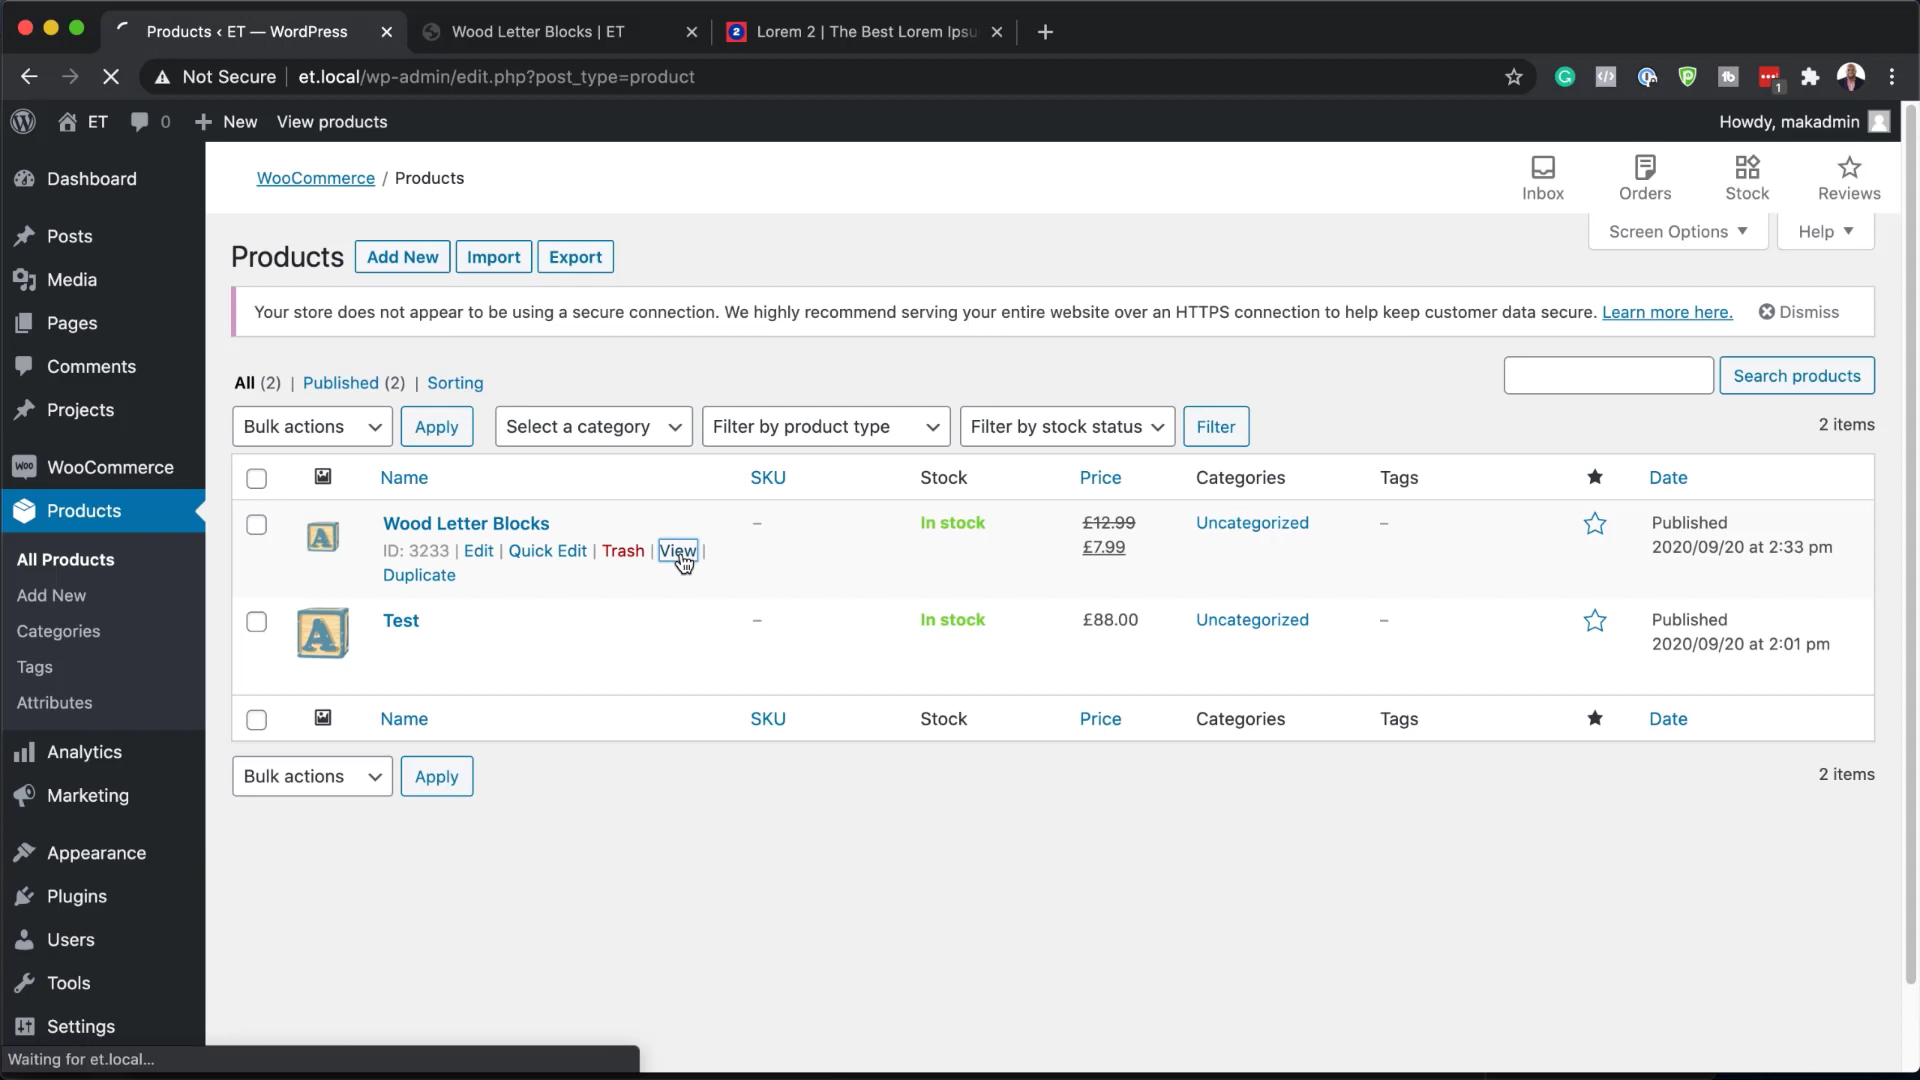 Products ‹ ET — WordPress
Wood Letter Blocks | ET
2 Lorem 2 | The Best Lorem Ipsu
Not Secure et.local/wp-admin/edit.php?post_type=product
1
ET 0 New View products Howdy, makadmin
Dashboard
Posts
Media
Pages
Comments
Projects
Woo WooCommerce
Products
All Products
Add New
Categories
Tags
Attributes
Analytics
Marketing
Appearance
Plugins
Users
Tools
Settings
WooCommerce / Products
Inbox Orders Stock Reviews
Screen Options Help
Products Add New Import Export
Your store does not appear to be using a secure connection. We highly recommend serving your entire website over an HTTPS connection to help keep customer data secure. Learn more here. Dismiss
All (2) | Published (2) | Sorting
Search products
Bulk actions Apply Select a category Filter by product type Filter by stock status Filter 2 items
Name SKU Stock Price Categories Tags Date
A Wood Letter Blocks – In stock £12.99 Uncategorized – Published
ID: 3233 | Edit | Quick Edit | Trash | View | £7.99 2020/09/20 at 2:33 pm
Duplicate
A Test – In stock £88.00 Uncategorized – Published
2020/09/20 at 2:01 pm
Name SKU Stock Price Categories Tags Date
Bulk actions Apply 2 items
Waiting for et.local...